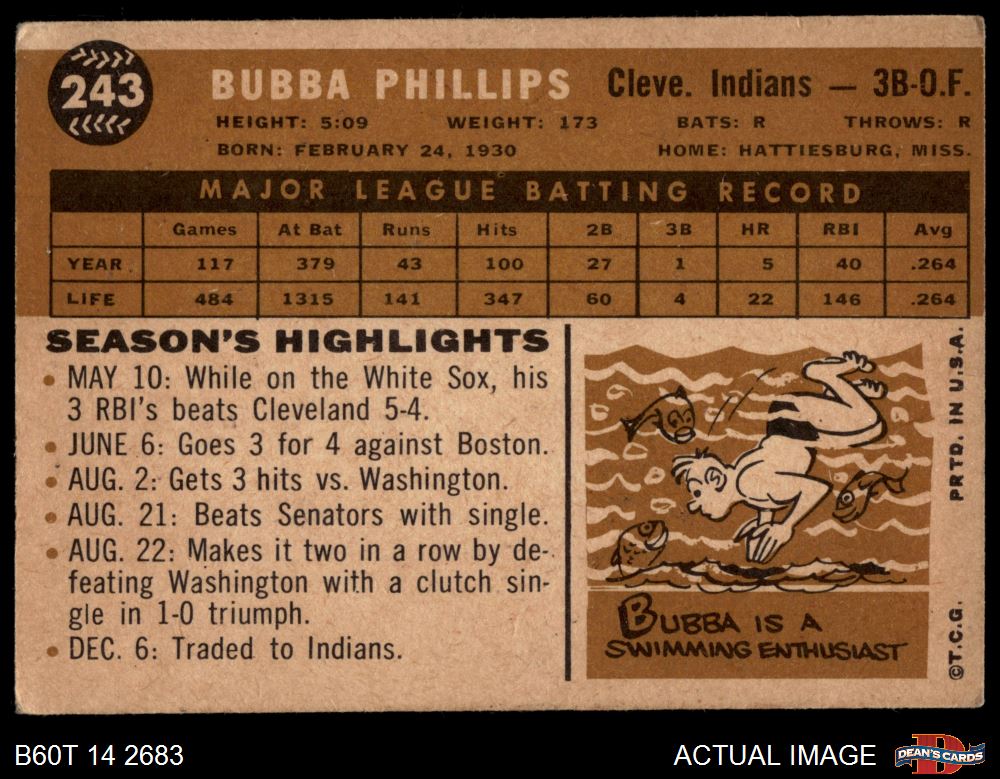 243
BUBBA PHILLIPS Cleve. Indians — 3B-O.F.
HEIGHT: 5:09 WEIGHT: 173 BATS: R THROWS: R
BORN: FEBRUARY 24, 1930 HOME: HATTIESBURG, MISS.
MAJOR LEAGUE BATTING RECORD
Games At Bat Runs Hits 2B 3B HR RBI Avg
YEAR 117 379 43 100 27 1 5 40 .264
LIFE 484 1315 141 347 60 4 22 146 .264
SEASON'S HIGHLIGHTS
• MAY 10: While on the White Sox, his
3 RBI's beats Cleveland 5-4.
• JUNE 6: Goes 3 for 4 against Boston.
• AUG. 2: Gets 3 hits vs. Washington.
• AUG. 21: Beats Senators with single.
• AUG. 22: Makes it two in a row by de-
feating Washington with a clutch sin-
gle in 1-0 triumph.
• DEC. 6: Traded to Indians.
BUBBA IS A
SWIMMING ENTHUSIAST
©T.C.G. PRTD. IN U.S.A.
B60T 14 2683
ACTUAL IMAGE
DEAN'S CARDS